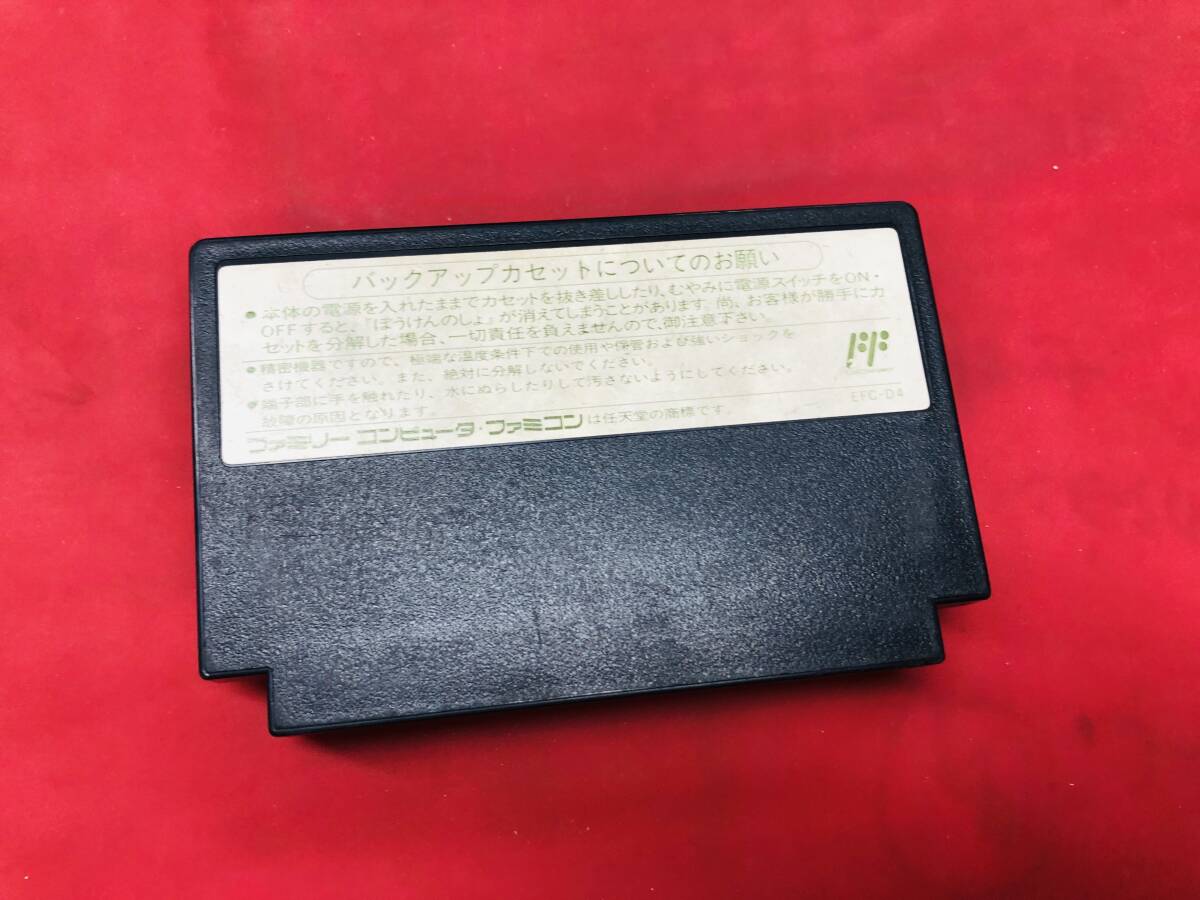 バックアップカセットについてのお願い
●本体の電源を入れたままでカセットを抜き差ししたり、むやみに電源スイッチをON・
OFFすると、『ぼうけんのしょ』が消えてしまうことがあります。尚、お客様が勝手にカ
セットを分解した場合、一切責任を負えませんので、御注意下さい。
●精密機器ですので、極端な温度条件下での使用や保管および強いショックを
さけてください。また、絶対に分解しないでください。
●端子部に手を触れたり、水にぬらしたりして汚さないようにしてください。
故障の原因となります。
ファミリーコンピュータ・ファミコンは任天堂の商標です。
EFC-D4